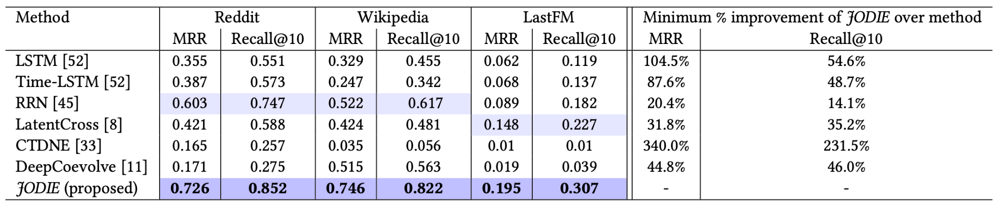 Method Reddit Wikipedia LastFM Minimum % improvement of JODIE over method
MRR Recall@10 MRR Recall@10 MRR Recall@10 MRR Recall@10
LSTM [52] 0.355 0.551 0.329 0.455 0.062 0.119 104.5% 54.6%
Time-LSTM [52] 0.387 0.573 0.247 0.342 0.068 0.137 87.6% 48.7%
RRN [45] 0.603 0.747 0.522 0.617 0.089 0.182 20.4% 14.1%
LatentCross [8] 0.421 0.588 0.424 0.481 0.148 0.227 31.8% 35.2%
CTDNE [33] 0.165 0.257 0.035 0.056 0.01 0.01 340.0% 231.5%
DeepCoevolve [11] 0.171 0.275 0.515 0.563 0.019 0.039 44.8% 46.0%
JODIE (proposed) 0.726 0.852 0.746 0.822 0.195 0.307 - -